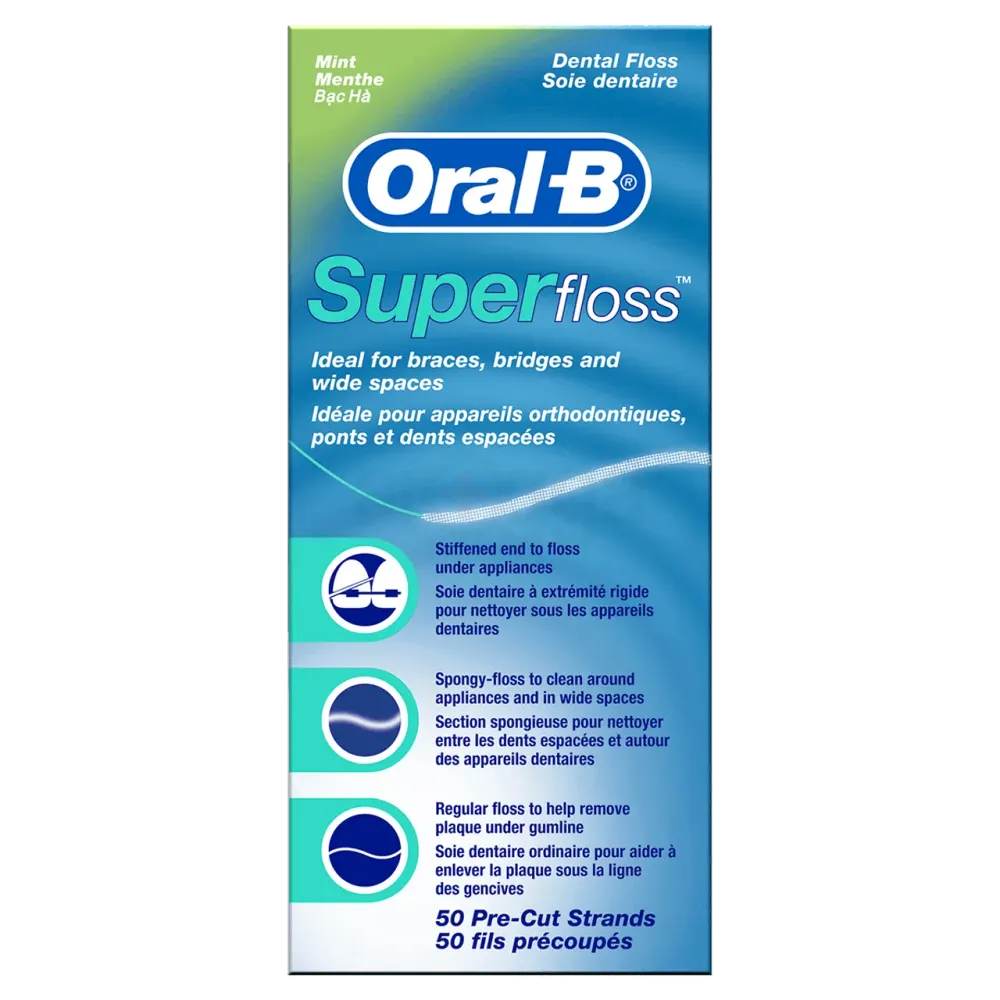 Mint
Menthe
Bạc Hà
Dental Floss
Soie dentaire
Oral-B®
Superfloss™
Ideal for braces, bridges and
wide spaces
Idéale pour appareils orthodontiques,
ponts et dents espacées
Stiffened end to floss
under appliances
Soie dentaire à extrémité rigide
pour nettoyer sous les appareils
dentaires
Spongy-floss to clean around
appliances and in wide spaces
Section spongieuse pour nettoyer
entre les dents espacées et autour
des appareils dentaires
Regular floss to help remove
plaque under gumline
Soie dentaire ordinaire pour aider à
enlever la plaque sous la ligne
des gencives
50 Pre-Cut Strands
50 fils précoupés